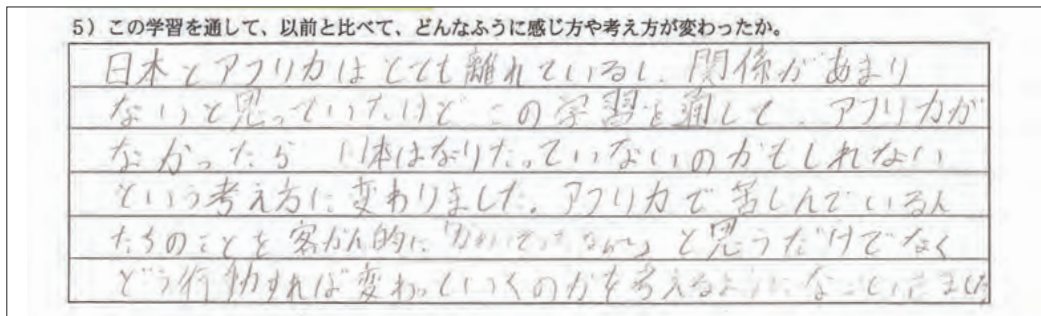 5）この学習を通して、以前と比べて、どんなふうに感じ方や考え方が変わったか。
日本とアフリカはとても離れているし、関係があまり
ないと思っていたけど この学習を通して、アフリカが
なかったら 日本はなりたっていないのかもしれない
という考え方に変わりました。アフリカで苦しんでいる人
たちのことを客かん的に「かわいそうだな〜」と思うだけでなく
どう行動すれば変わっていくのかを考えるようになっていきました